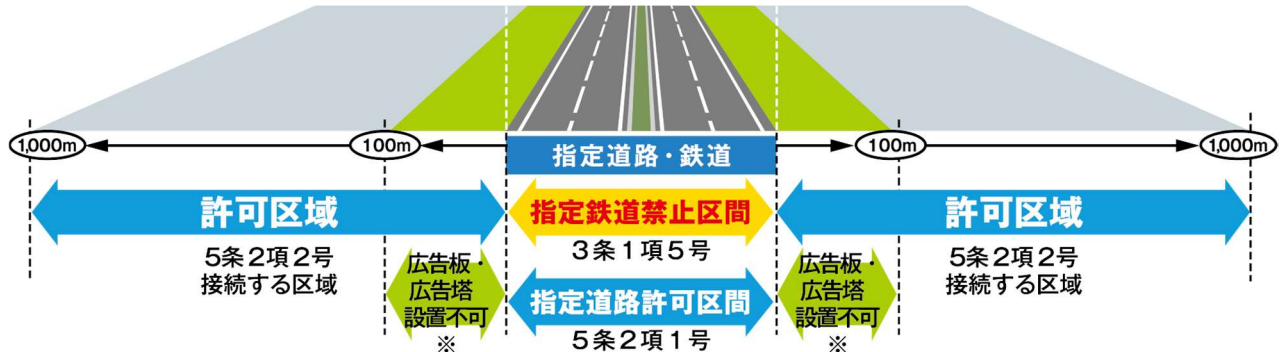 1,000m
100m
指定道路・鉄道
100m
1,000m
許可区域
指定鉄道禁止区間
許可区域
5条2項2号
接続する区域
広告板・
広告塔
設置不可
※
3条1項5号
指定道路許可区間
5条2項1号
広告板・
広告塔
設置不可
※
5条2項2号
接続する区域